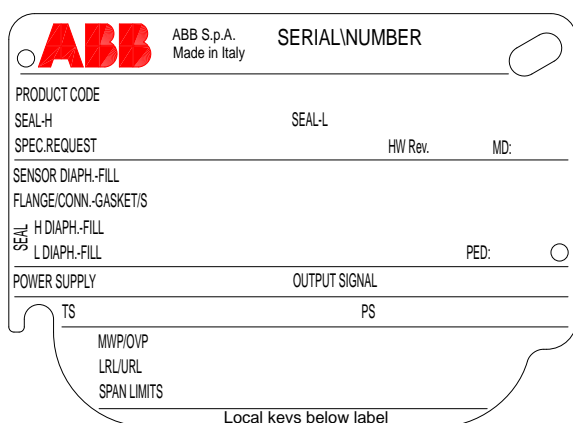 ABB ABB S.p.A. SERIAL\NUMBER
Made in Italy
PRODUCT CODE
SEAL-H SEAL-L
SPEC.REQUEST HW Rev. MD:
SENSOR DIAPH.-FILL
FLANGE/CONN.-GASKET/S
SEAL H DIAPH.-FILL
L DIAPH.-FILL PED:
POWER SUPPLY OUTPUT SIGNAL
TS PS
MWP/OVP
LRL/URL
SPAN LIMITS
Local keys below label